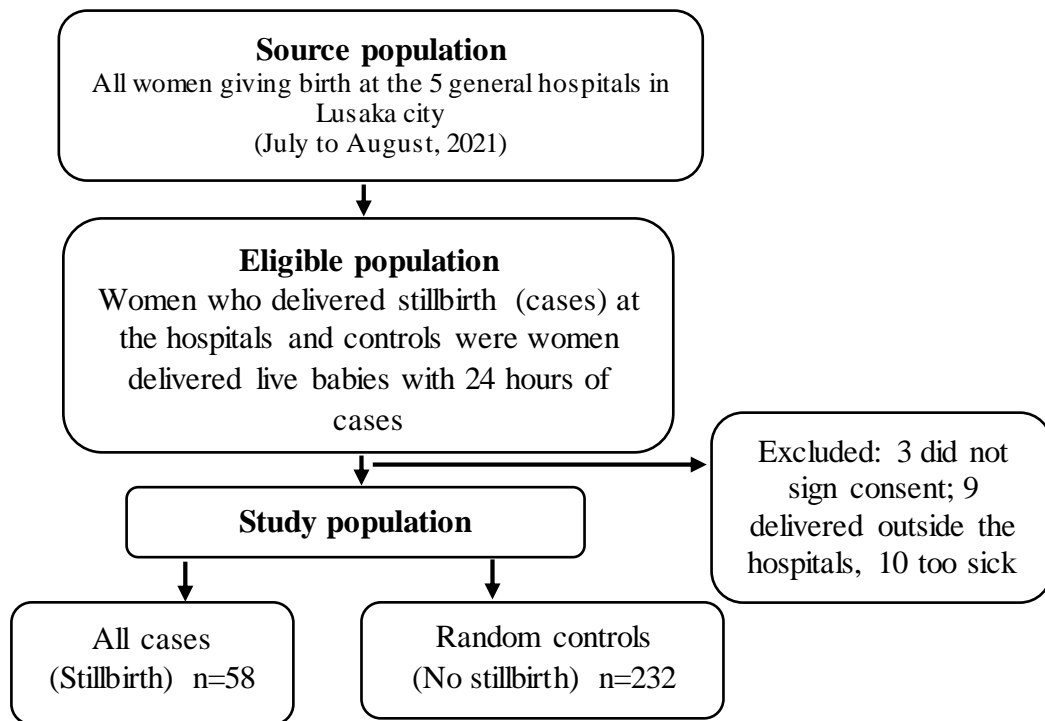 Source population
All women giving birth at the 5 general hospitals in
Lusaka city
(July to August, 2021)
Eligible population
Women who delivered stillbirth (cases) at
the hospitals and controls were women
delivered live babies with 24 hours of
cases
Excluded: 3 did not
sign consent; 9
delivered outside the
hospitals, 10 too sick
Study population
All cases
(Stillbirth) n=58
Random controls
(No stillbirth) n=232